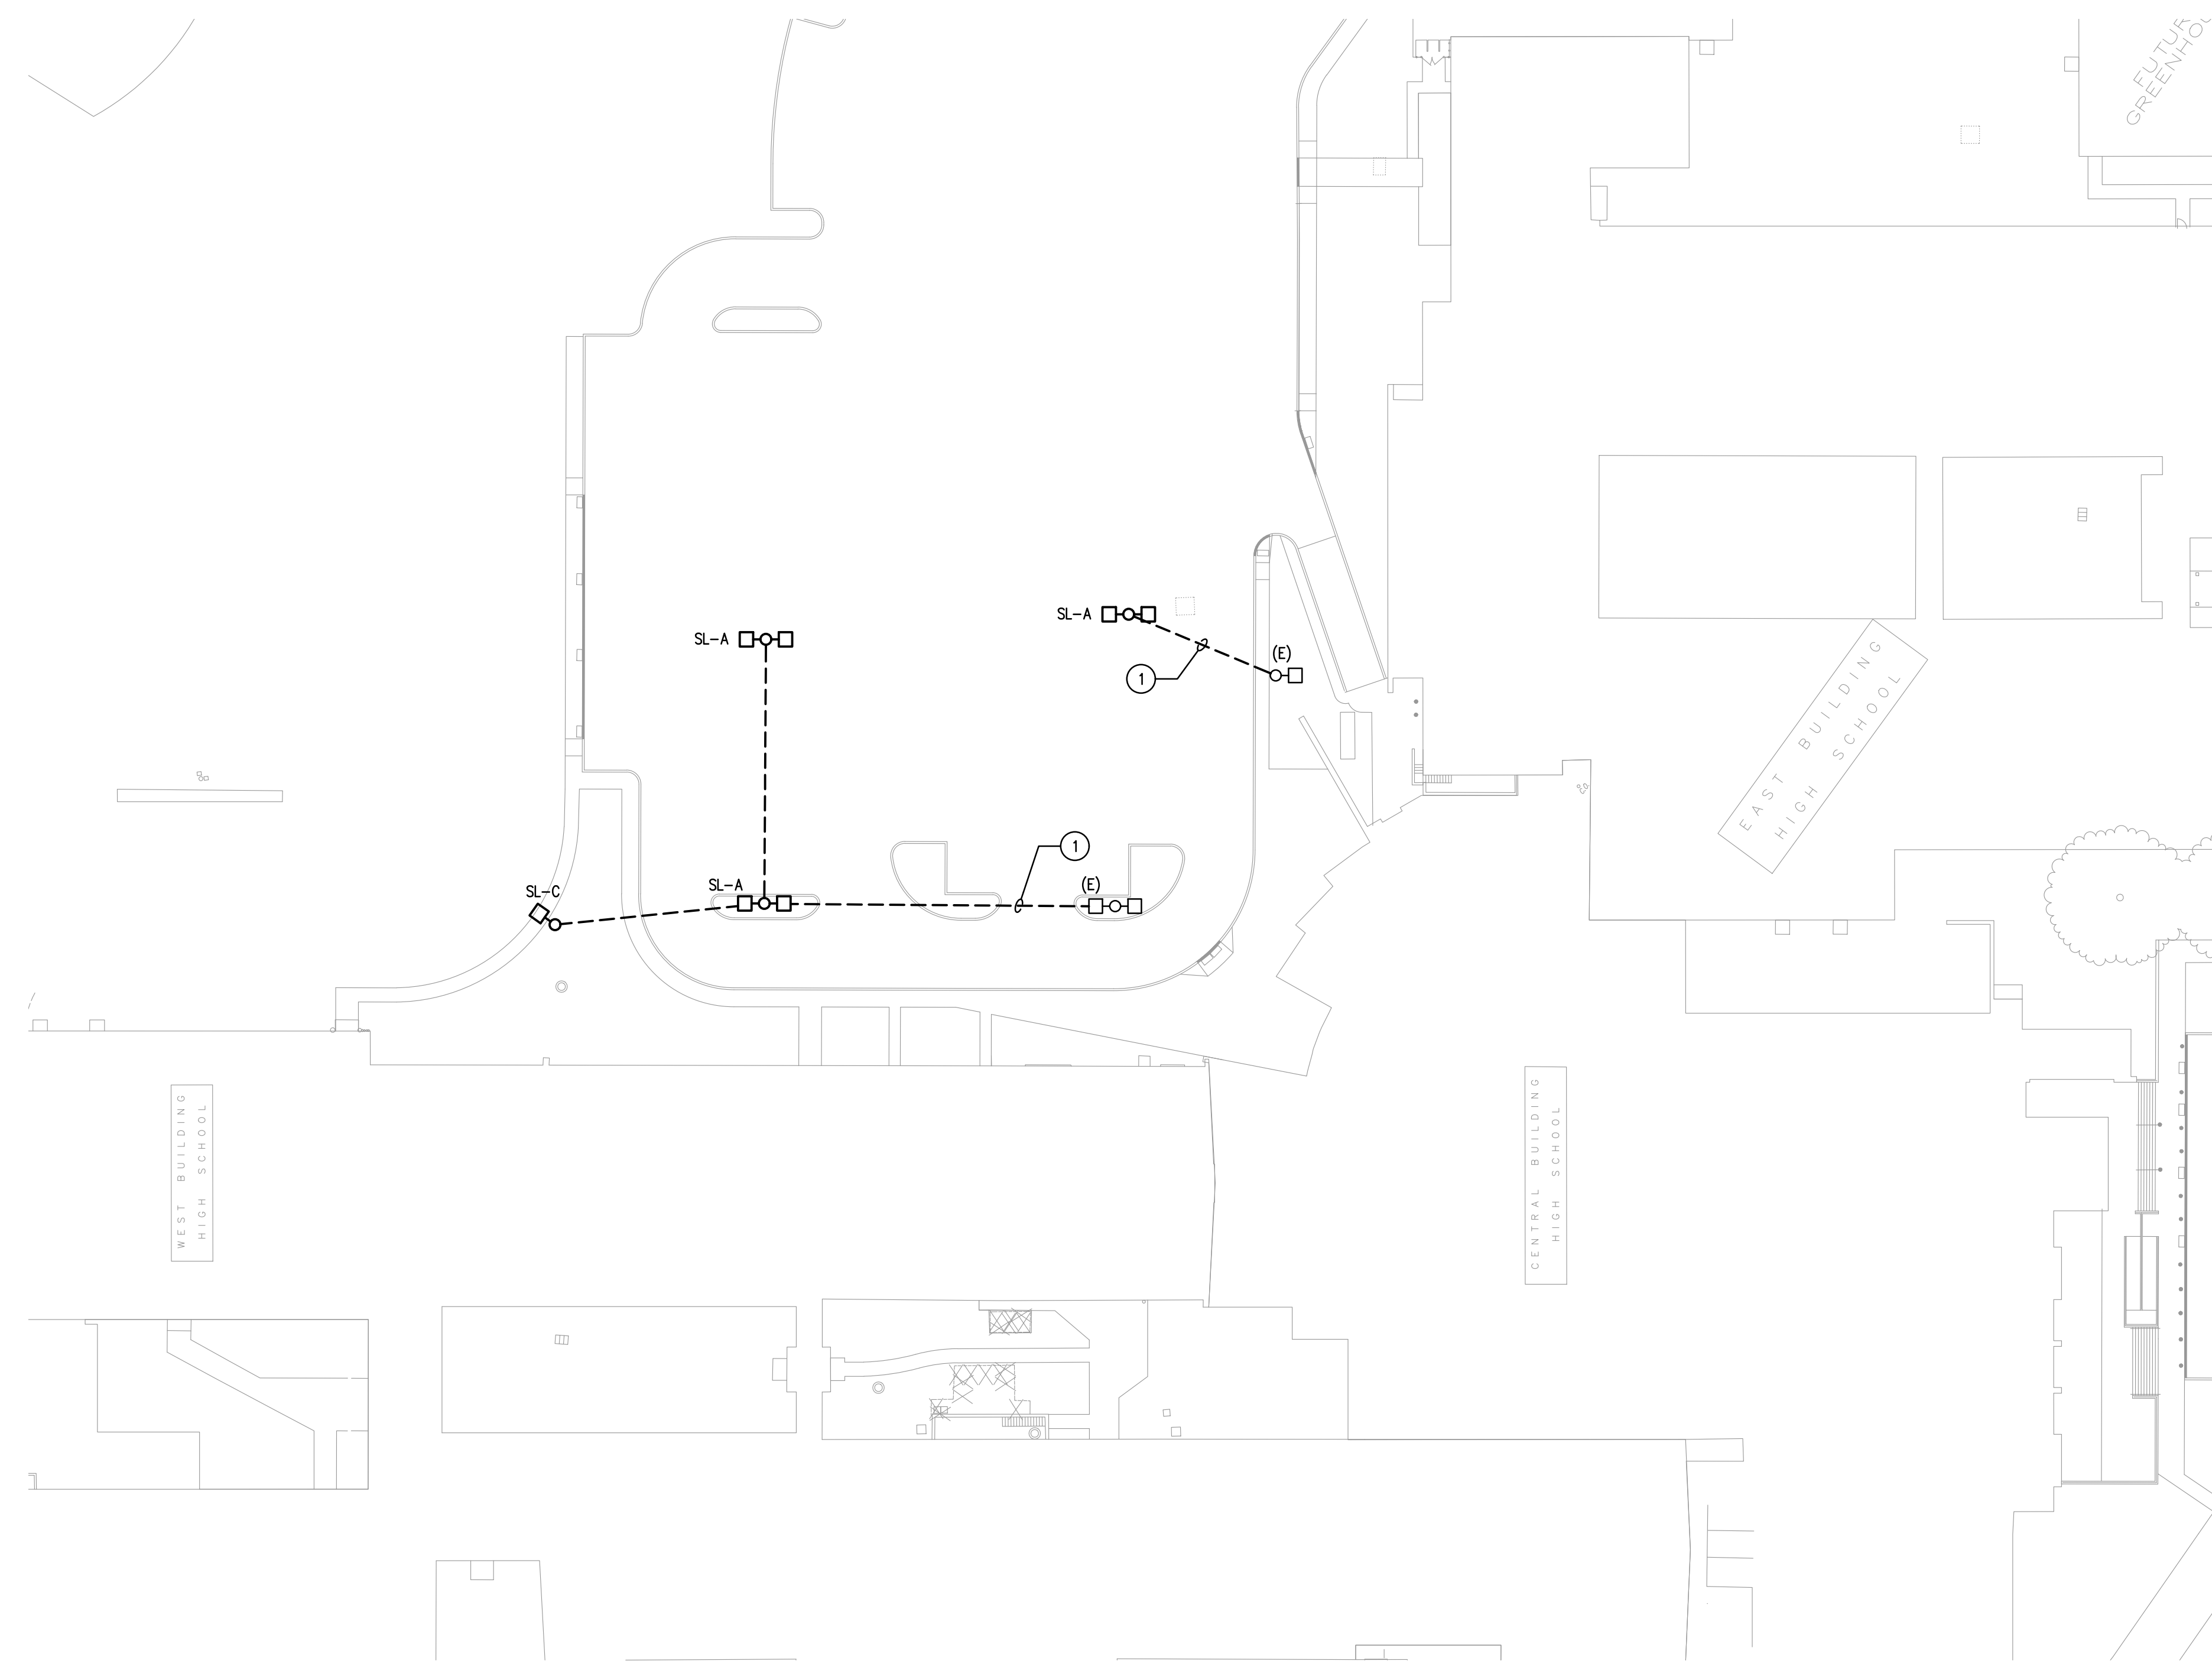 FUTUR
GREENHO
SL-A
SL-A
(E)
1
1
SL-A
(E)
SL-C
EAST BUILDING
HIGH SCHOOL
WEST BUILDING
HIGH SCHOOL
CENTRAL BUILDING
HIGH SCHOOL